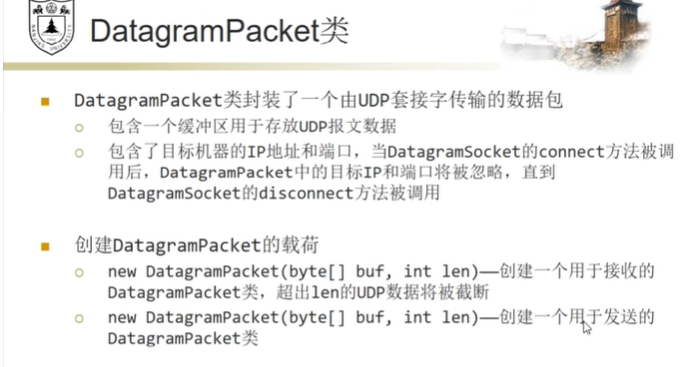 DatagramPacket类
DatagramPacket类封装了一个由UDP套接字传输的数据包
包含一个缓冲区用于存放UDP报文数据
包含了目标机器的IP地址和端口，当DatagramSocket的connect方法被调
用后，DatagramPacket中的目标IP和端口将被忽略，直到
DatagramSocket的disconnect方法被调用
创建DatagramPacket的载荷
new DatagramPacket(byte[] buf, int len)—创建一个用于接收的
DatagramPacket类，超出len的UDP数据将被截断
new DatagramPacket(byte[] buf, int len)—创建一个用于发送的
DatagramPacket类